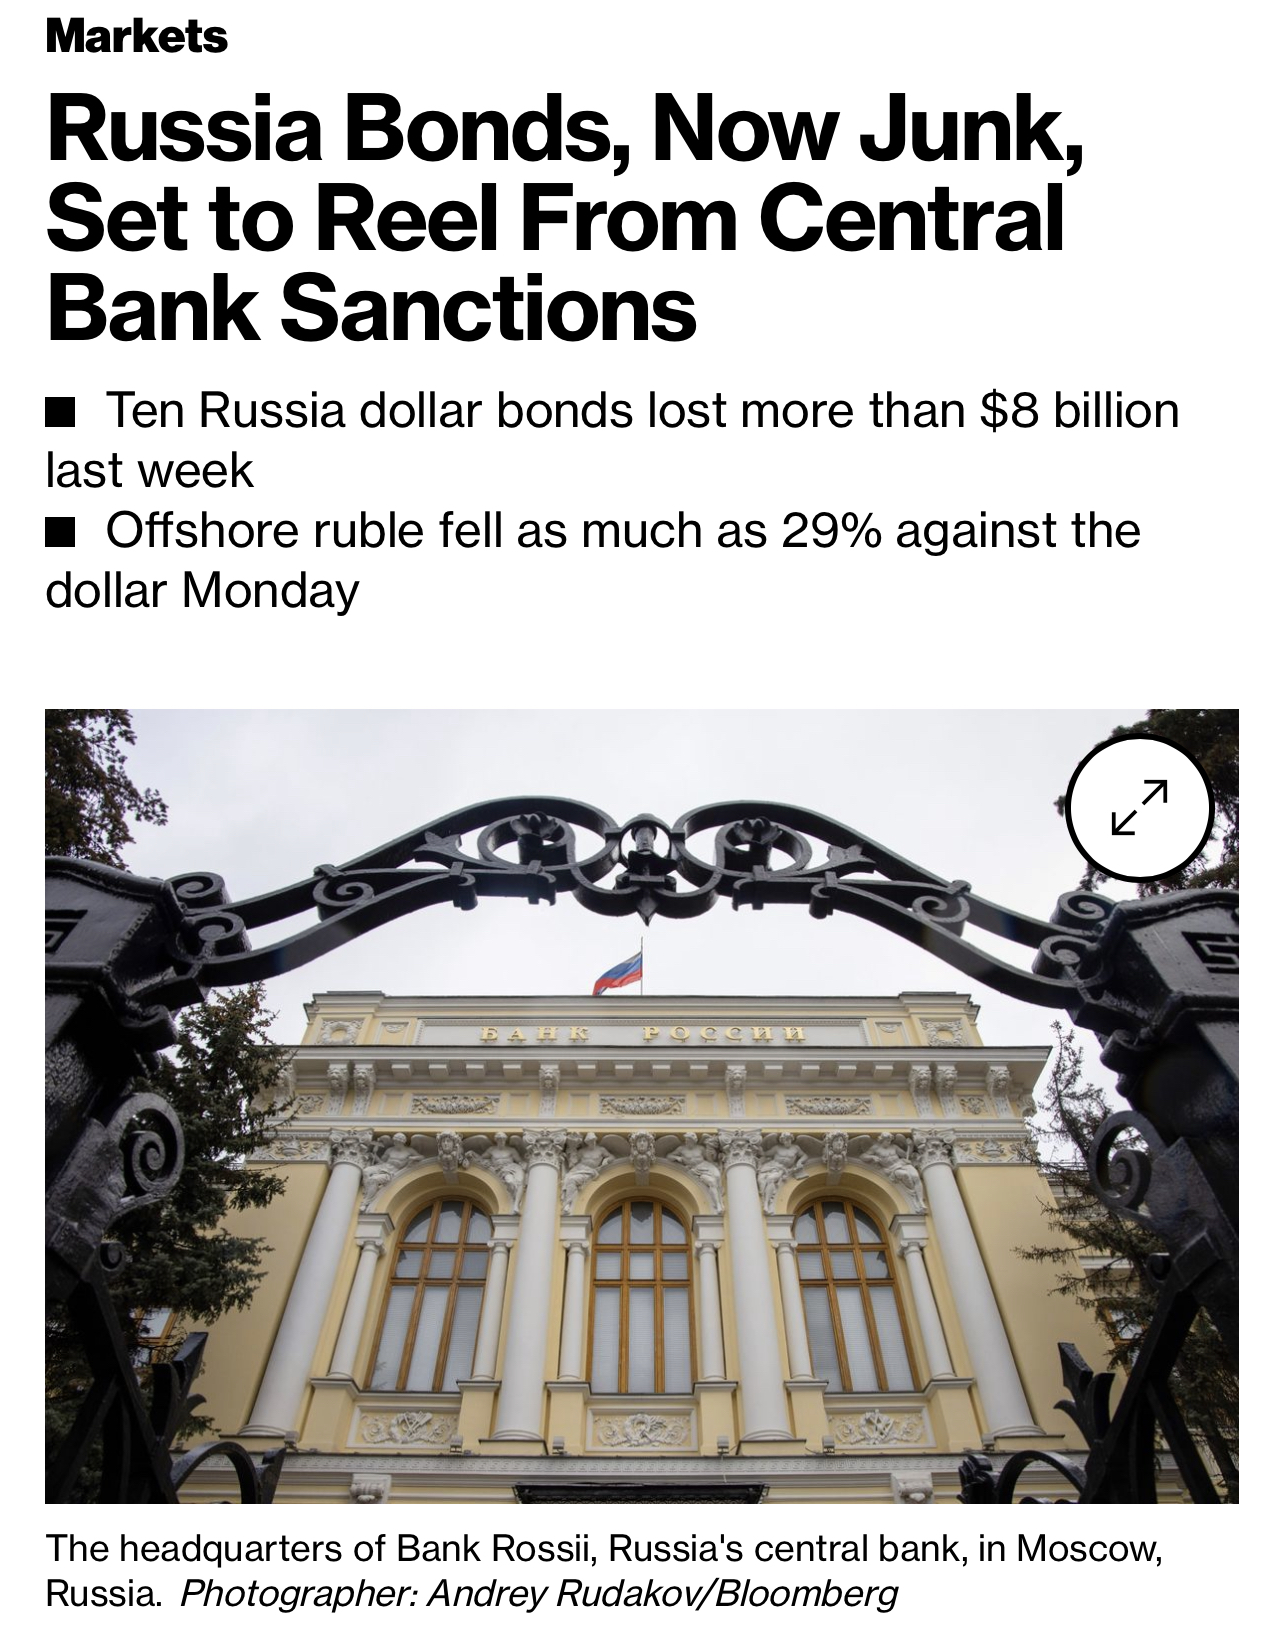 Markets
Russia Bonds, Now Junk,
Set to Reel From Central
Bank Sanctions
■ Ten Russia dollar bonds lost more than $8 billion
last week
■ Offshore ruble fell as much as 29% against the
dollar Monday
БАНК РОССИИ
The headquarters of Bank Rossii, Russia's central bank, in Moscow,
Russia. Photographer: Andrey Rudakov/Bloomberg